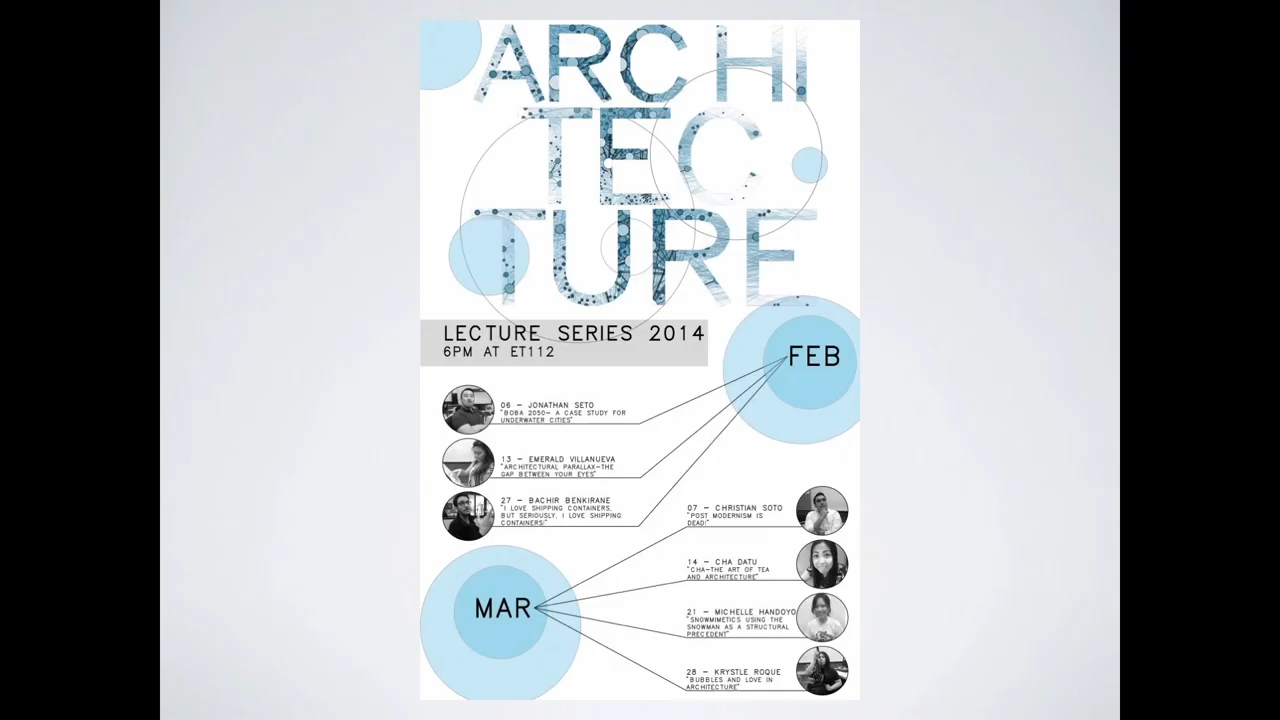 ARCHI
TEC
TURE
LECTURE SERIES 2014
6PM AT ET112
FEB
06 – JONATHAN SETO
"BOBA 2050– A CASE STUDY FOR
UNDERWATER CITIES"
13 – EMERALD VILLANUEVA
"ARCHITECTURAL PARALLAX–THE
GAP BETWEEN YOUR EYES"
27 – BACHIR BENKIRANE
"I LOVE SHIPPING CONTAINERS,
BUT SERIOUSLY, I LOVE SHIPPING
CONTAINERS!"
MAR
07 – CHRISTIAN SOTO
"POST MODERNISM IS
DEAD!"
14 – CHA DATU
"CHA–THE ART OF TEA
AND ARCHITECTURE"
21 – MICHELLE HANDOYO
"SNOWMIMETICS USING THE
SNOWMAN AS A STRUCTURAL
PRECEDENT"
28 – KRYSTLE ROQUE
"BUBBLES AND LOVE IN
ARCHITECTURE"